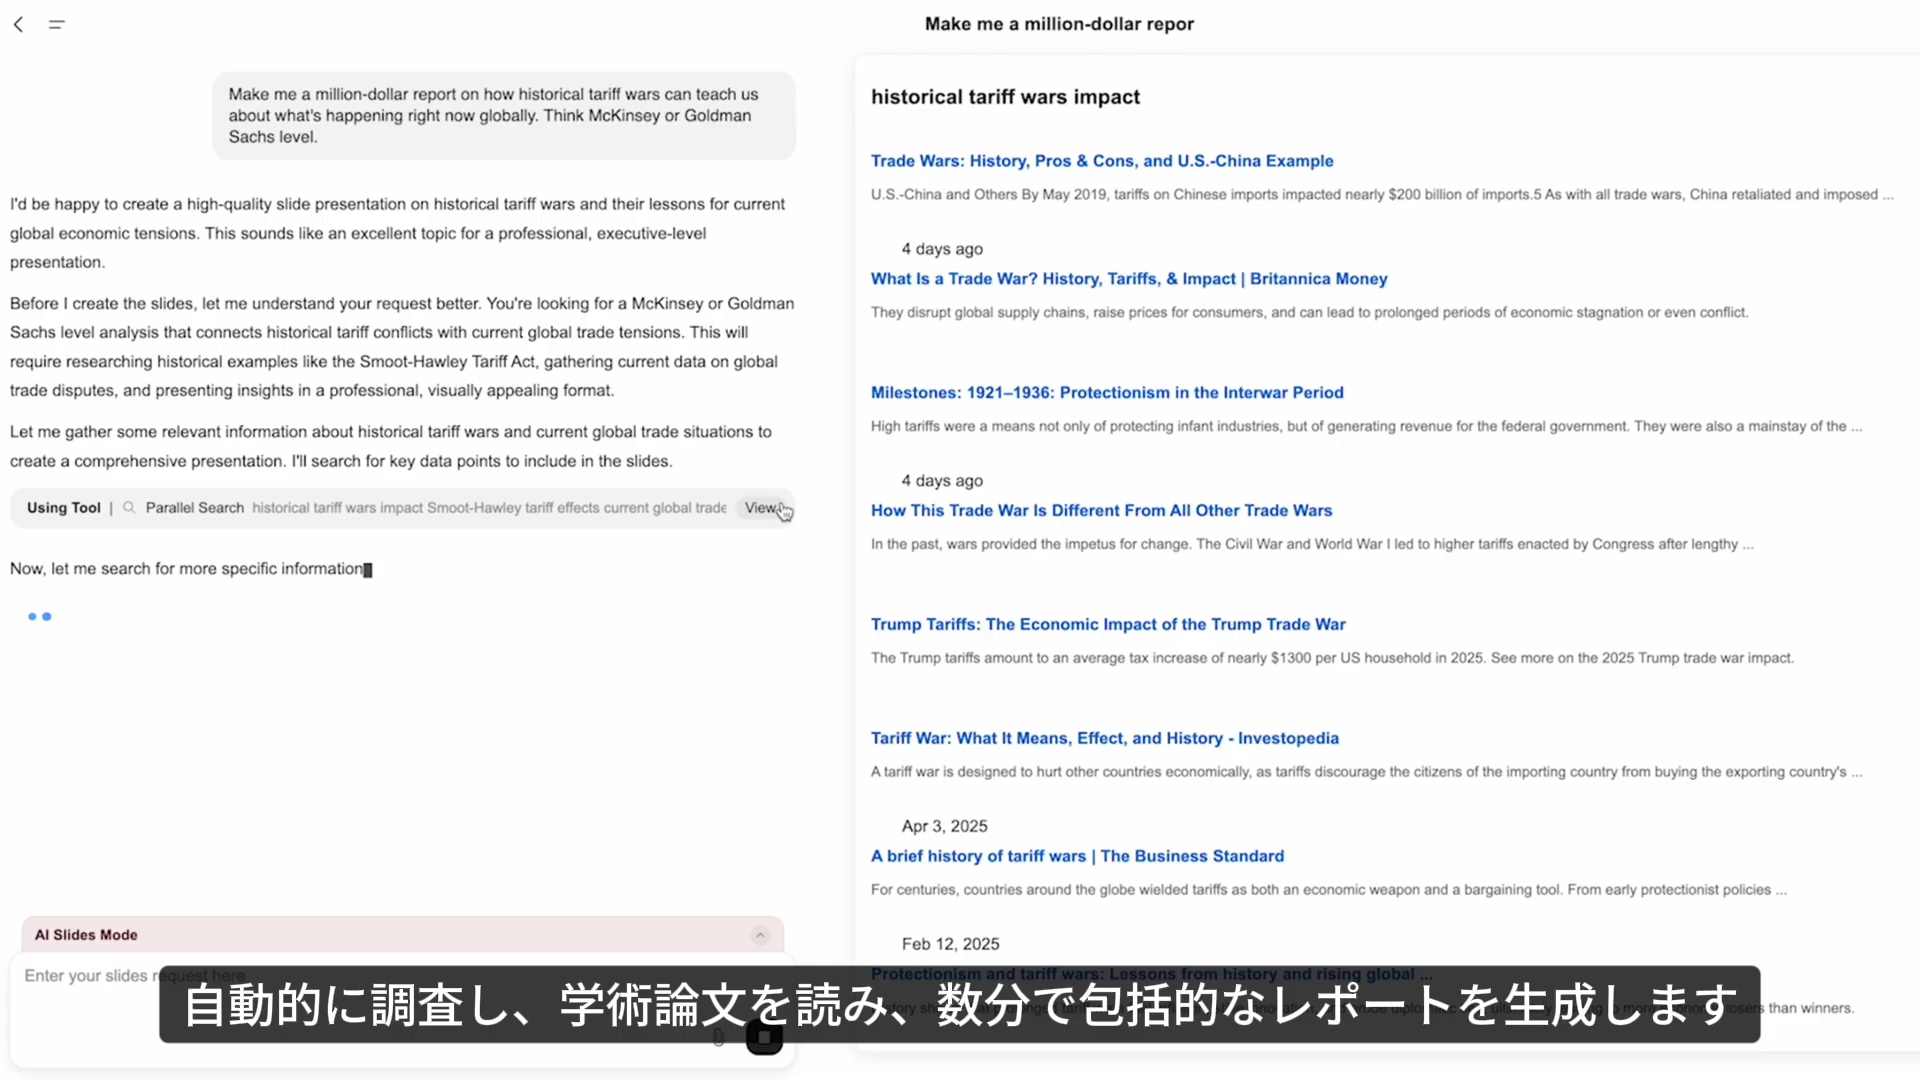 Make me a million-dollar repor
Make me a million-dollar report on how historical tariff wars can teach us
about what's happening right now globally. Think McKinsey or Goldman
Sachs level.
I'd be happy to create a high-quality slide presentation on historical tariff wars and their lessons for current
global economic tensions. This sounds like an excellent topic for a professional, executive-level
presentation.
Before I create the slides, let me understand your request better. You're looking for a McKinsey or Goldman
Sachs level analysis that connects historical tariff conflicts with current global trade tensions. This will
require researching historical examples like the Smoot-Hawley Tariff Act, gathering current data on global
trade disputes, and presenting insights in a professional, visually appealing format.
Let me gather some relevant information about historical tariff wars and current global trade situations to
create a comprehensive presentation. I'll search for key data points to include in the slides.
Using Tool | Parallel Search historical tariff wars impact Smoot-Hawley tariff effects current global trade View
Now, let me search for more specific information
AI Slides Mode
Enter your slides request here
historical tariff wars impact
Trade Wars: History, Pros & Cons, and U.S.-China Example
U.S.-China and Others By May 2019, tariffs on Chinese imports impacted nearly $200 billion of imports.5 As with all trade wars, China retaliated and imposed ...
4 days ago
What Is a Trade War? History, Tariffs, & Impact | Britannica Money
They disrupt global supply chains, raise prices for consumers, and can lead to prolonged periods of economic stagnation or even conflict.
Milestones: 1921–1936: Protectionism in the Interwar Period
High tariffs were a means not only of protecting infant industries, but of generating revenue for the federal government. They were also a mainstay of the ...
4 days ago
How This Trade War Is Different From All Other Trade Wars
In the past, wars provided the impetus for change. The Civil War and World War I led to higher tariffs enacted by Congress after lengthy ...
Trump Tariffs: The Economic Impact of the Trump Trade War
The Trump tariffs amount to an average tax increase of nearly $1300 per US household in 2025. See more on the 2025 Trump trade war impact.
Tariff War: What It Means, Effect, and History - Investopedia
A tariff war is designed to hurt other countries economically, as tariffs discourage the citizens of the importing country from buying the exporting country's ...
Apr 3, 2025
A brief history of tariff wars | The Business Standard
For centuries, countries around the globe wielded tariffs as both an economic weapon and a bargaining tool. From early protectionist policies ...
Feb 12, 2025
Protectionism and tariff wars: Lessons from history and rising global ...
losers than winners.
自動的に調査し、学術論文を読み、数分で包括的なレポートを生成します